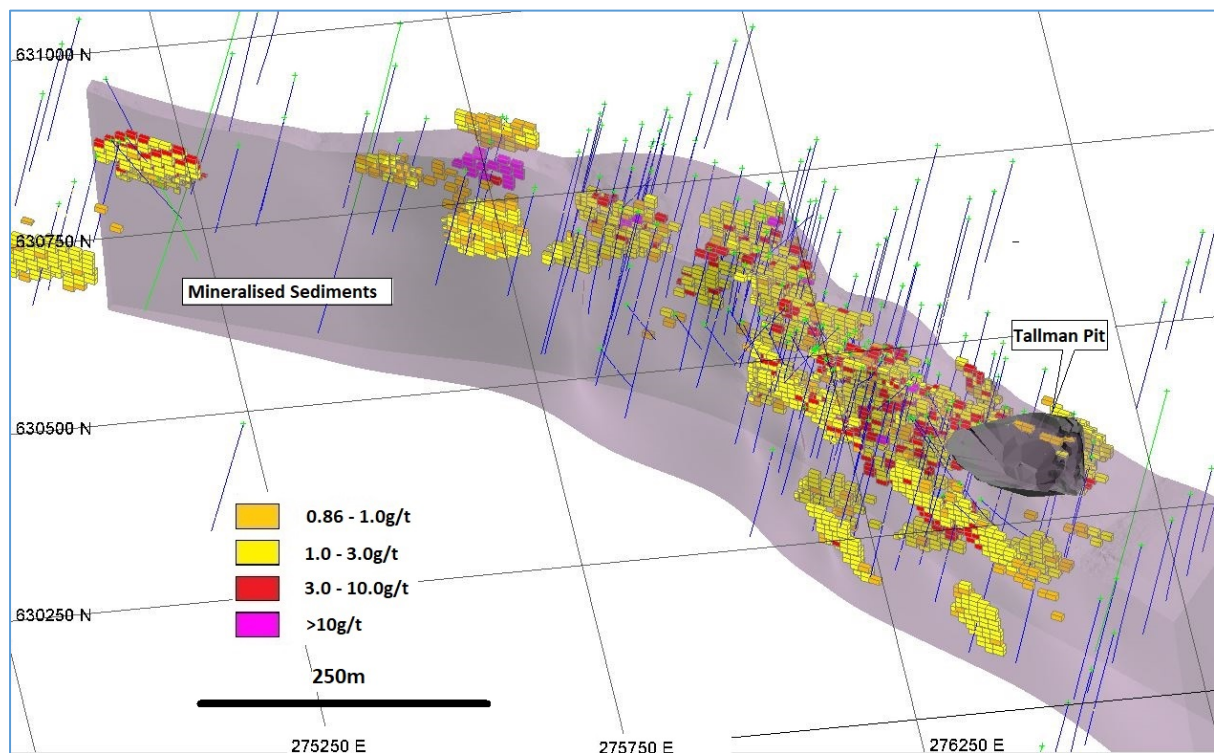 631000 N
630750 N
Mineralised Sediments
Tallman Pit
630500 N
0.86 - 1.0g/t
1.0 - 3.0g/t
3.0 - 10.0g/t
>10g/t
630250 N
250m
275250 E
275750 E
276250 E